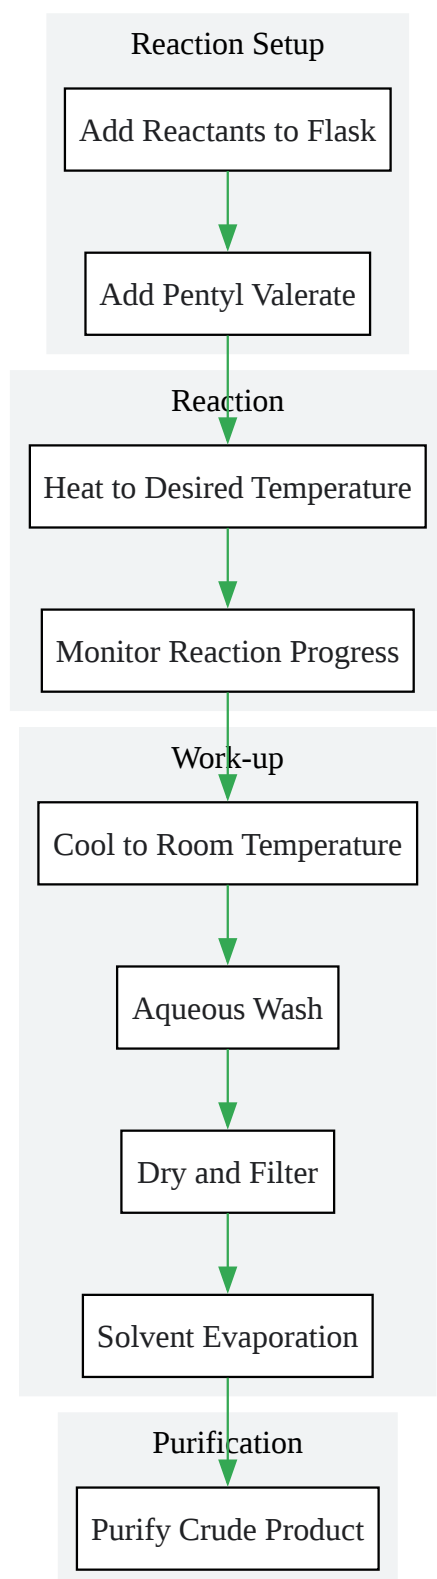 Reaction Setup
Add Reactants to Flask
Add Pentyl Valerate
Reaction
Heat to Desired Temperature
Monitor Reaction Progress
Work-up
Cool to Room Temperature
Aqueous Wash
Dry and Filter
Solvent Evaporation
Purification
Purify Crude Product